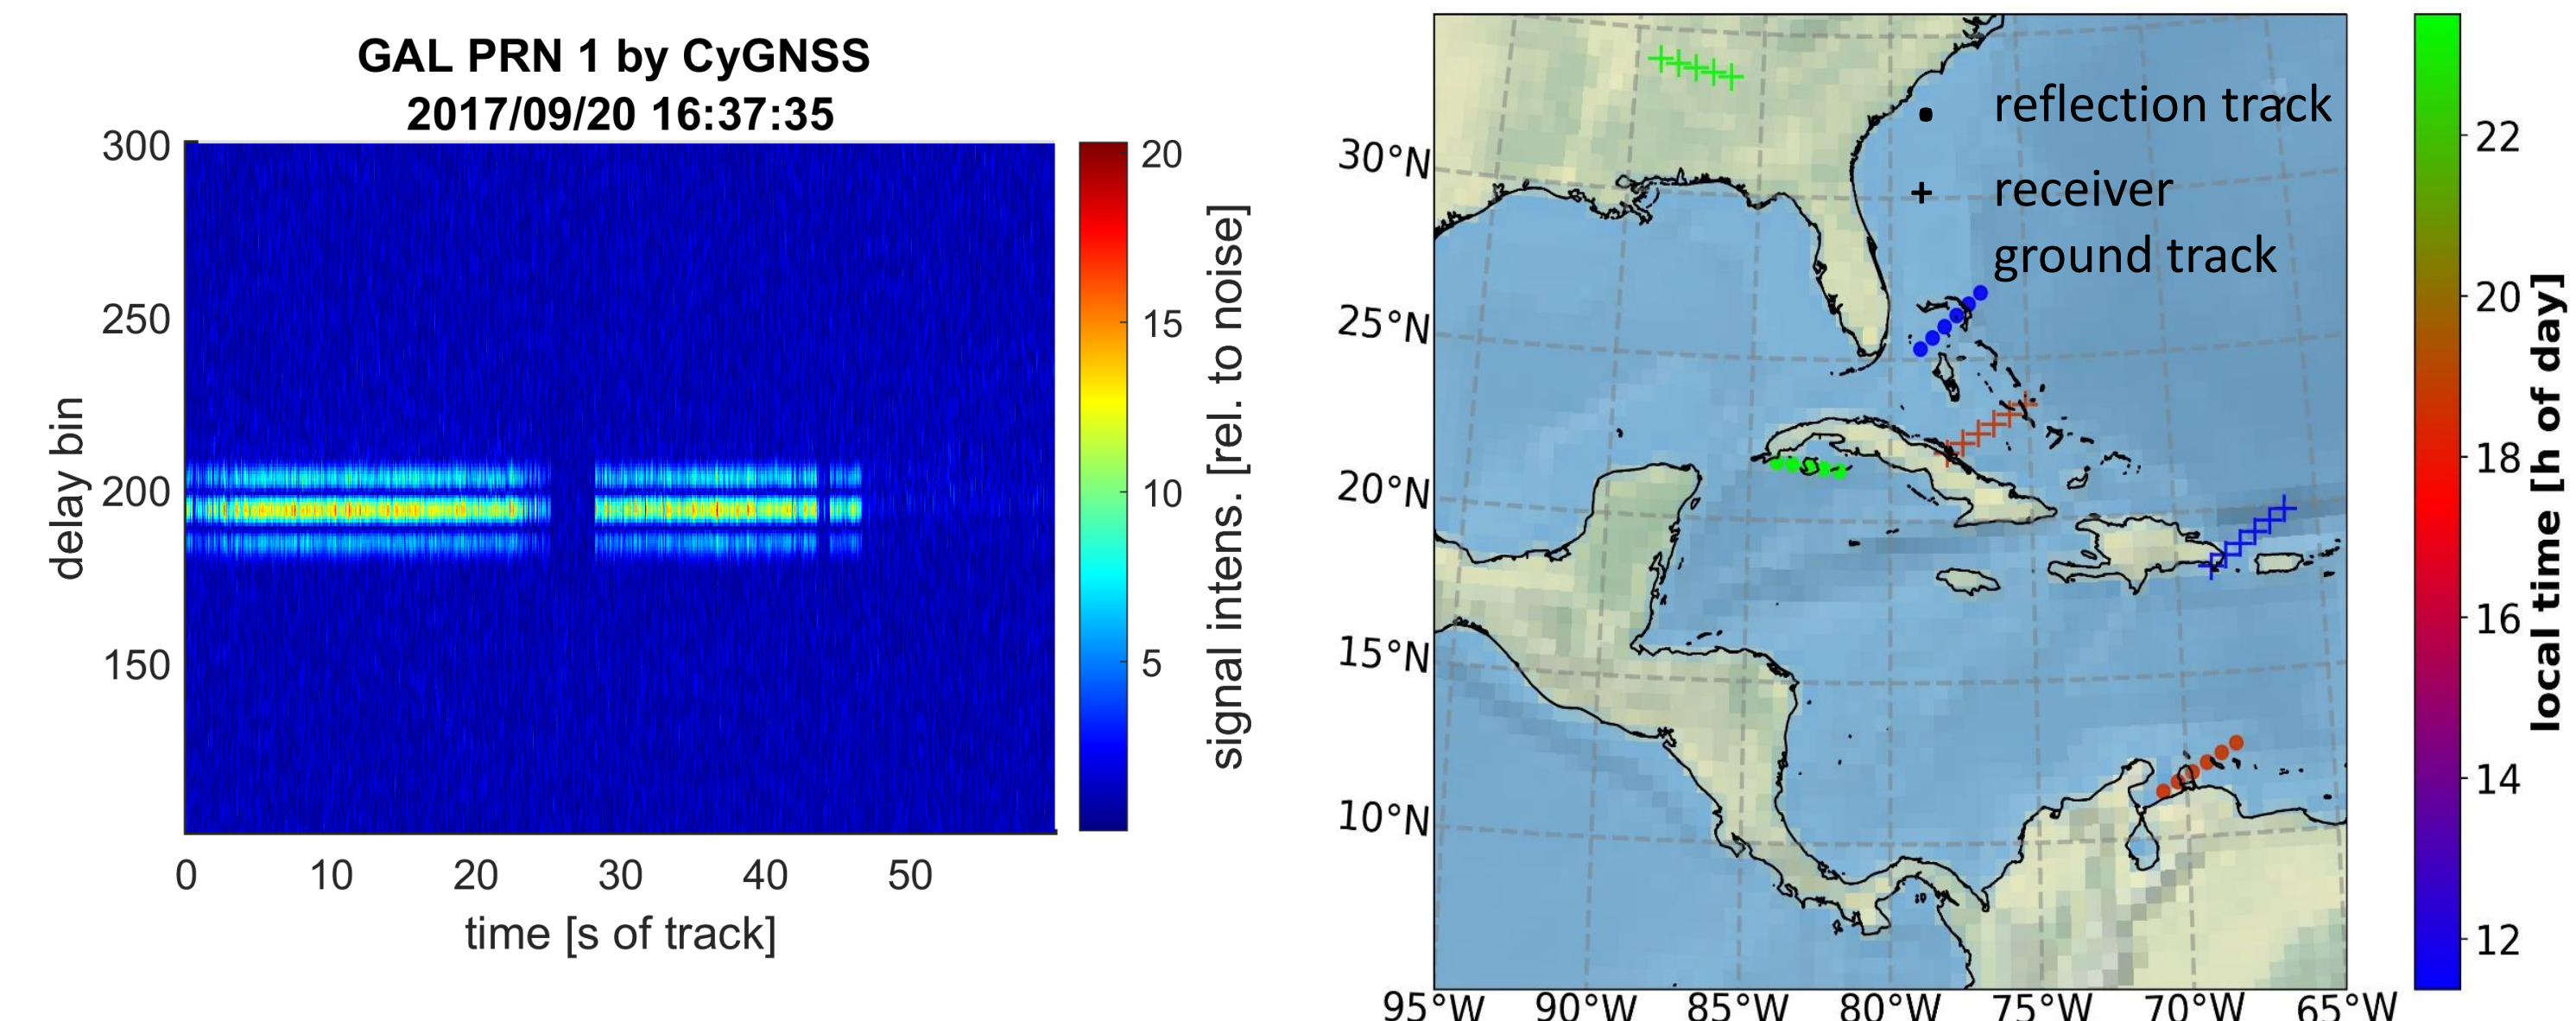 GAL PRN 1 by CyGNSS
2017/09/20 16:37:35
300
250
200
150
delay bin
0 10 20 30 40 50
time [s of track]
20
15
10
5
signal intens. [rel. to noise]
reflection track
receiver
ground track
30°N
25°N
20°N
15°N
10°N
95°W 90°W 85°W 80°W 75°W 70°W 65°W
22
20
18
16
14
12
local time [h of day]